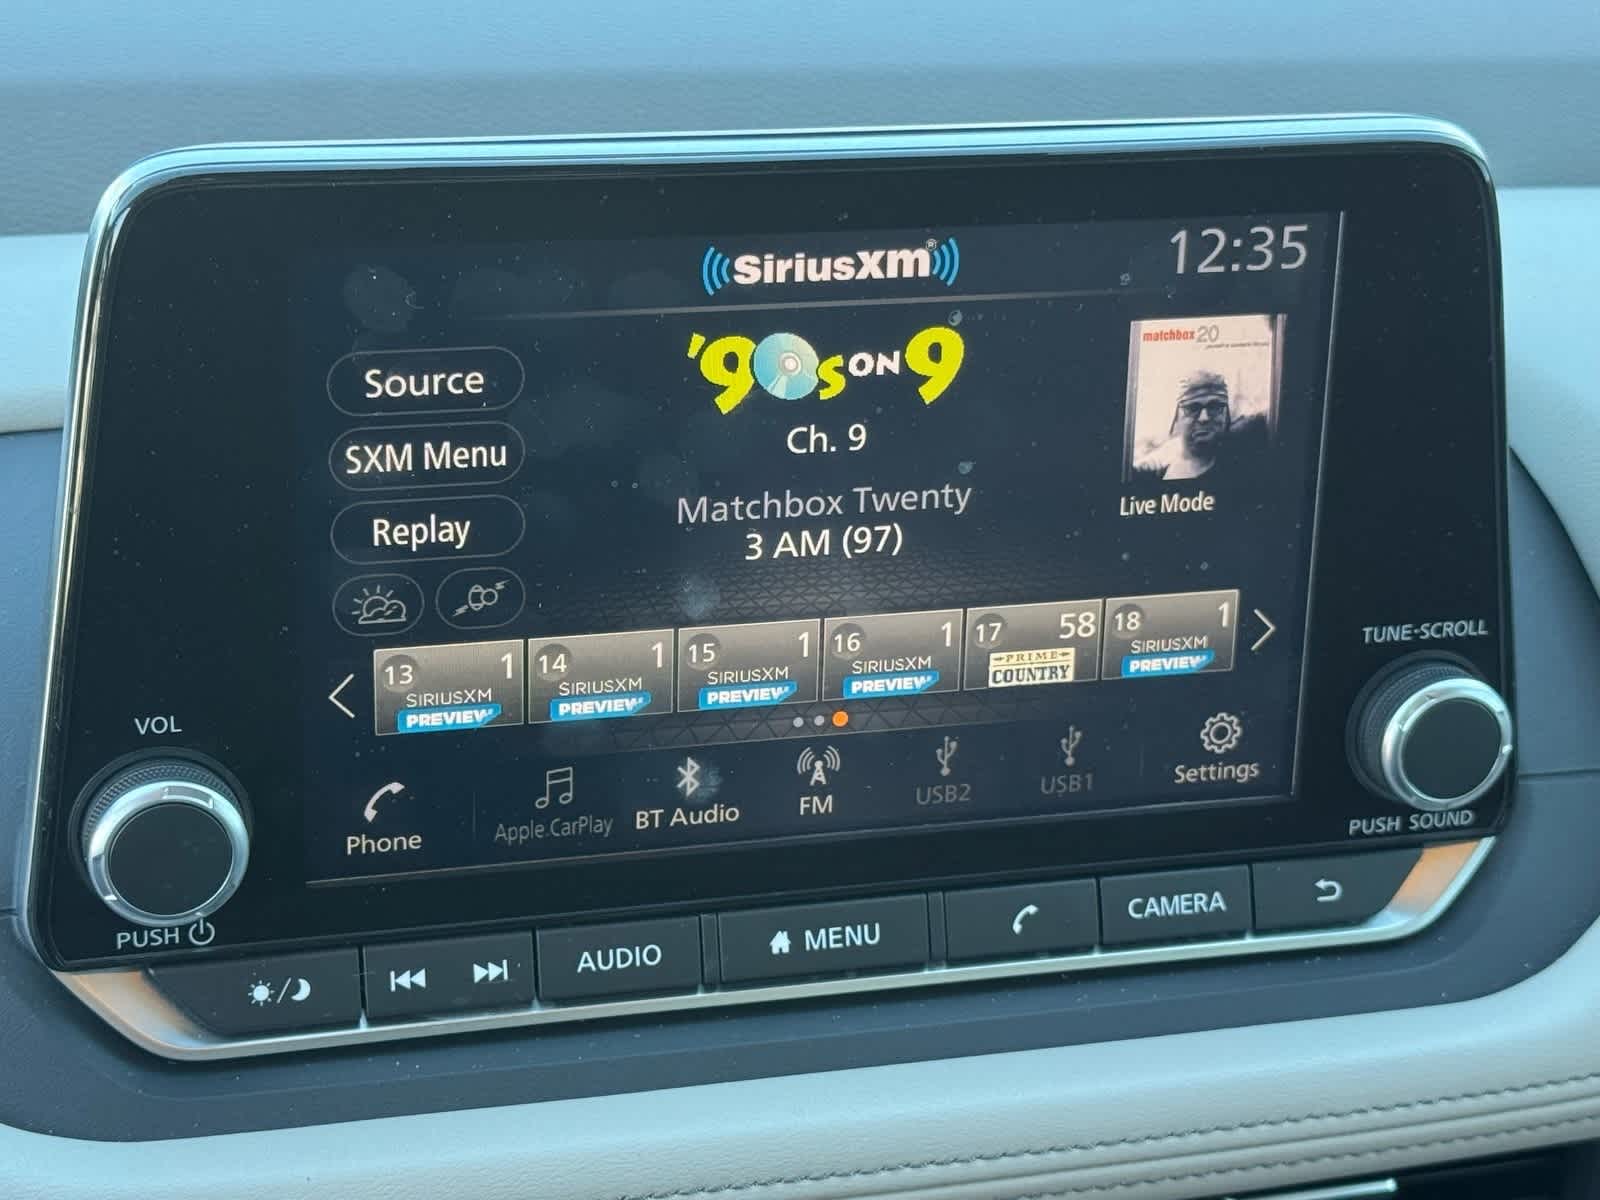 SiriusXM®
12:35
Source
SXM Menu
Replay
'90s ON 9
Ch. 9
Matchbox Twenty
3 AM (97)
matchbox 20
Live Mode
13 1
SIRIUSXM
PREVIEW
14 1
SIRIUSXM
PREVIEW
15 1
SIRIUSXM
PREVIEW
16 1
SIRIUSXM
PREVIEW
17 58
PRIME
COUNTRY
18 1
SIRIUSXM
PREVIEW
Phone
Apple CarPlay
BT Audio
FM
USB2
USB1
Settings
VOL
PUSH
TUNE·SCROLL
PUSH SOUND
AUDIO
MENU
CAMERA